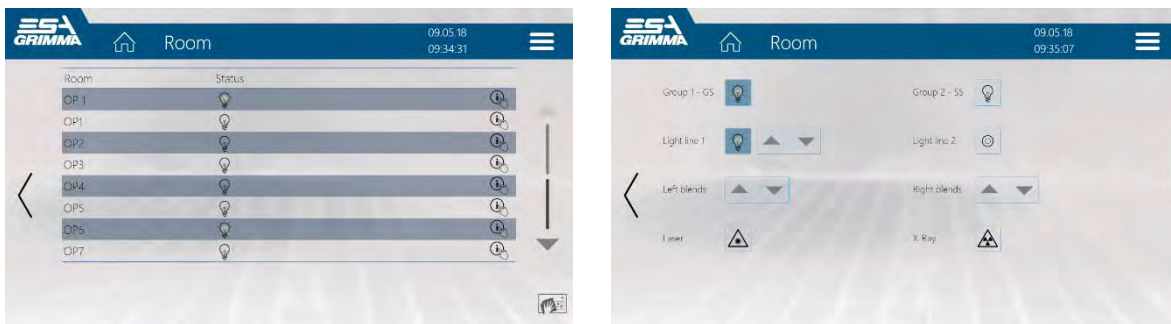 ESA
GRIMMA
Room
09.05.18
09:34:31
Room Status
OP 1
OP1
OP2
OP3
OP4
OP5
OP6
OP7
ESA
GRIMMA
Room
09.05.18
09:35:07
Group 1 - GS
Group 2 - SS
Light line 1
Light line 2
Left blends
Right blends
Laser
X-Ray